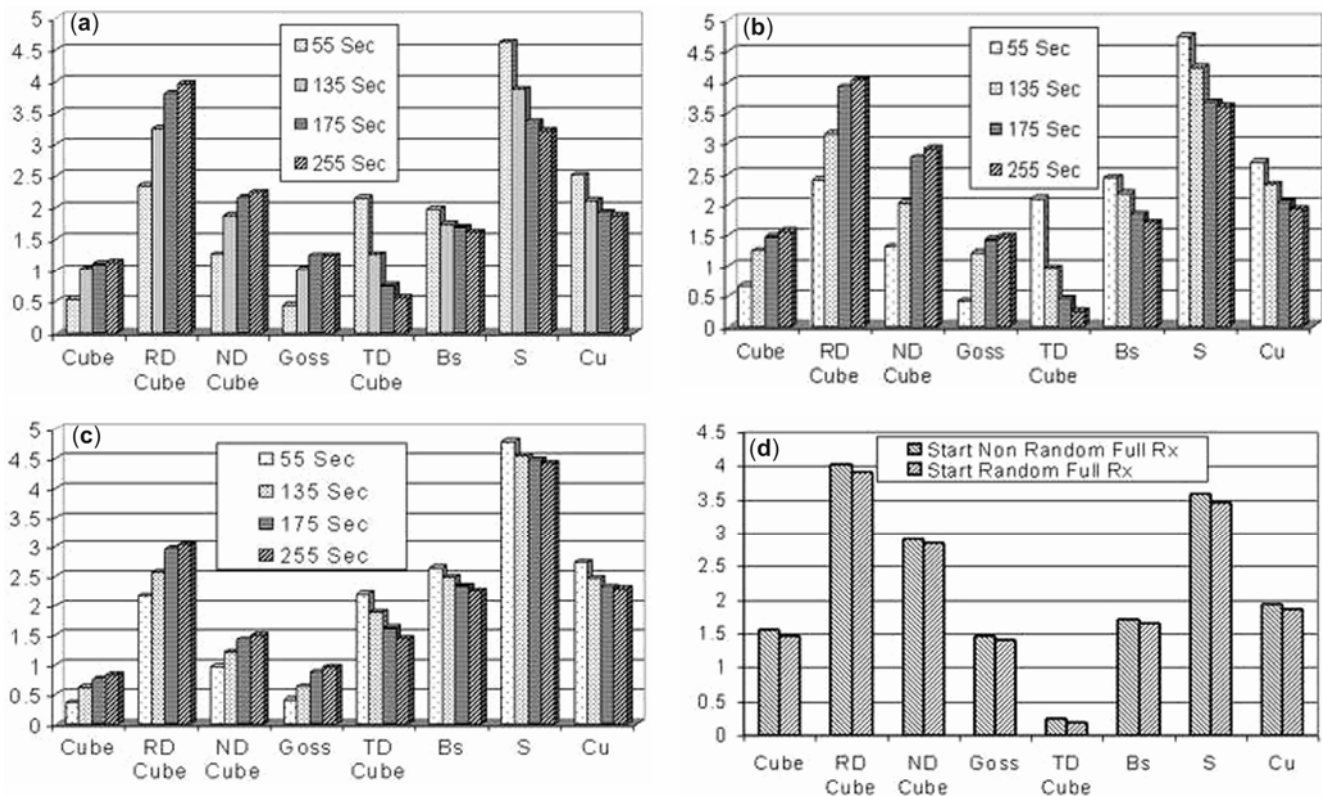 (a)
5
4.5
4
3.5
3
2.5
2
1.5
1
0.5
0
55 Sec
135 Sec
175 Sec
255 Sec
Cube RD Cube ND Cube Goss TD Cube Bs S Cu
(b)
5
4.5
4
3.5
3
2.5
2
1.5
1
0.5
0
55 Sec
135 Sec
175 Sec
255 Sec
Cube RD Cube ND Cube Goss TD Cube Bs S Cu
(c)
5
4.5
4
3.5
3
2.5
2
1.5
1
0.5
0
55 Sec
135 Sec
175 Sec
255 Sec
Cube RD Cube ND Cube Goss TD Cube Bs S Cu
(d)
4.5
4
3.5
3
2.5
2
1.5
1
0.5
0
Start Non Random Full Rx
Start Random Full Rx
Cube RD Cube ND Cube Goss TD Cube Bs S Cu